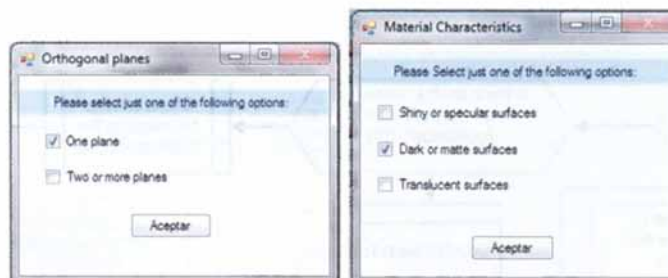 Orthogonal planes
Please select just one of the following options:
One plane
Two or more planes
Aceptar
Material Characteristics
Please Select just one of the following options:
Shiny or specular surfaces
Dark or matte surfaces
Translucent surfaces
Aceptar